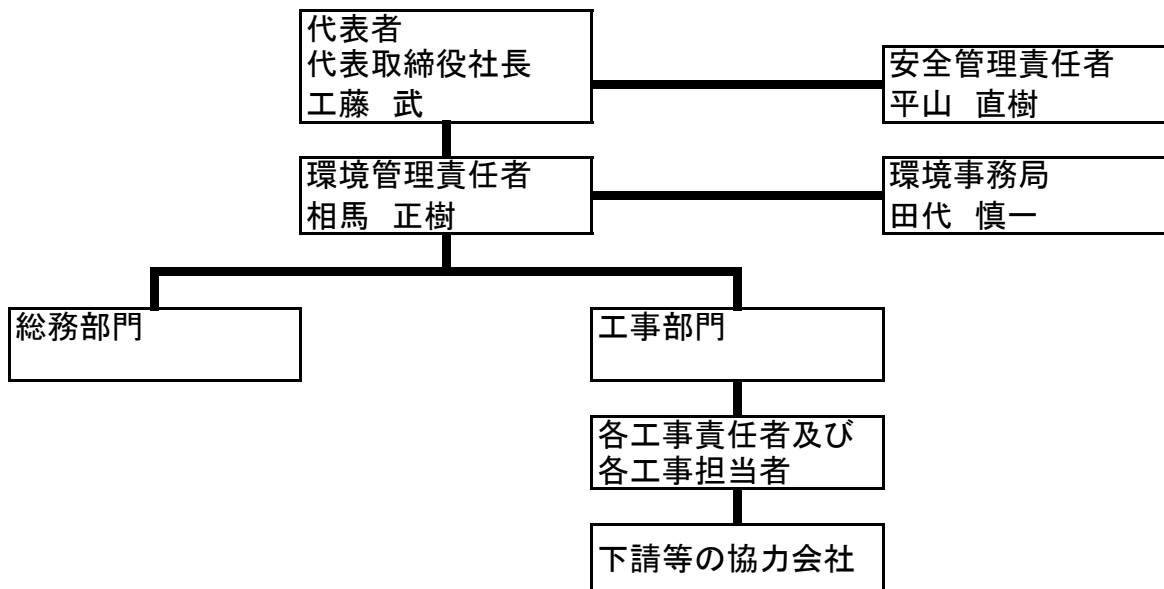 代表者
代表取締役社長
工藤　武
安全管理責任者
平山　直樹
環境管理責任者
相馬　正樹
環境事務局
田代　慎一
総務部門
工事部門
各工事責任者及び
各工事担当者
下請等の協力会社